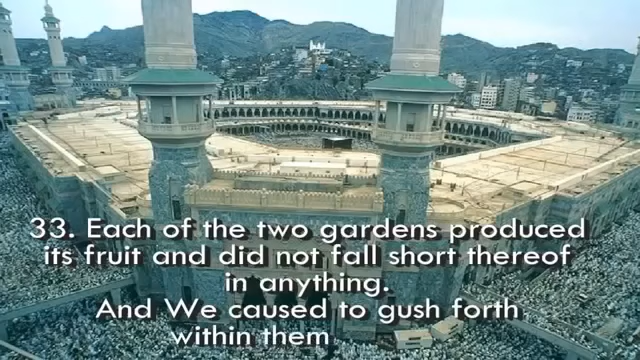 33. Each of the two gardens produced
its fruit and did not fall short thereof
in anything.
And We caused to gush forth
within them